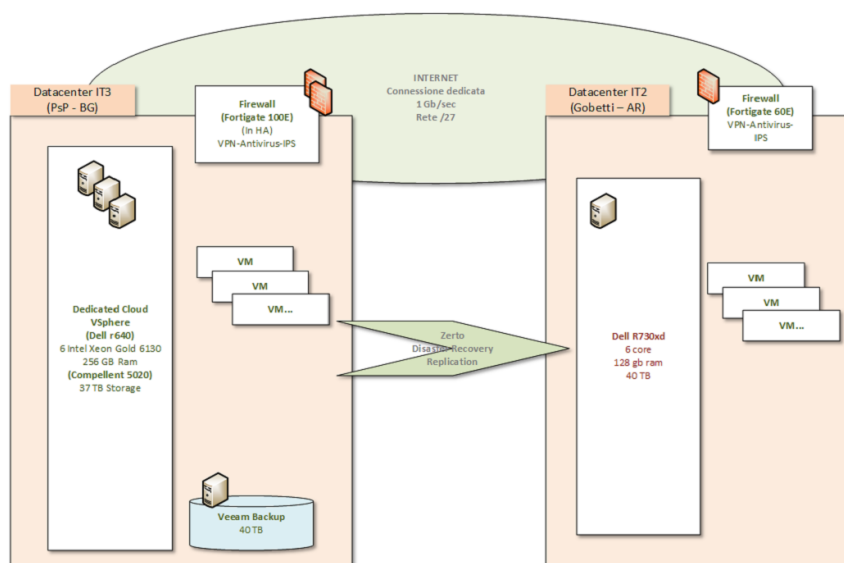 INTERNET
Connessione dedicata
1 Gb/sec
Rete /27
Datacenter IT3
(PsP - BG)
Firewall
(Fortigate 100E)
(In HA)
VPN-Antivirus-IPS
Datacenter IT2
(Gobetti – AR)
Firewall
(Fortigate 60E)
VPN-Antivirus-
IPS
Dedicated Cloud
VSphere
(Dell r640)
6 Intel Xeon Gold 6130
256 GB Ram
(Compellent 5020)
37 TB Storage
VM
VM
VM...
Zerto
Disaster Recovery
Replication
Dell R730xd
6 core
128 gb ram
40 TB
VM
VM
VM...
Veeam Backup
40 TB